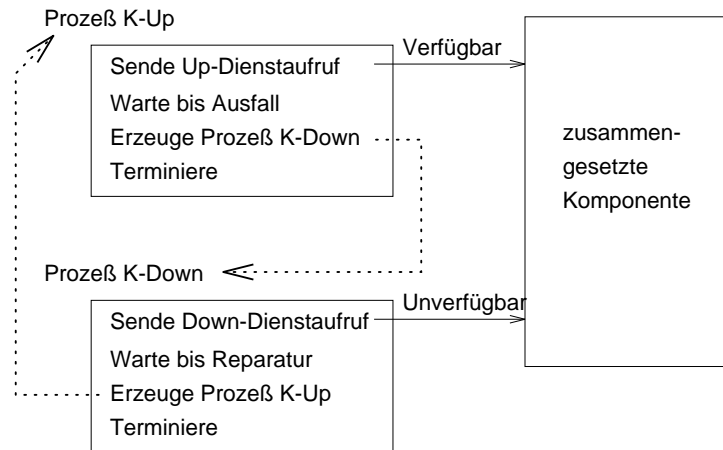 Prozeß K-Up
Sende Up-Dienstaufruf
Warte bis Ausfall
Erzeuge Prozeß K-Down
Terminiere
Verfügbar
zusammen-
gesetzte
Komponente
Prozeß K-Down
Sende Down-Dienstaufruf
Warte bis Reparatur
Erzeuge Prozeß K-Up
Terminiere
Unverfügbar